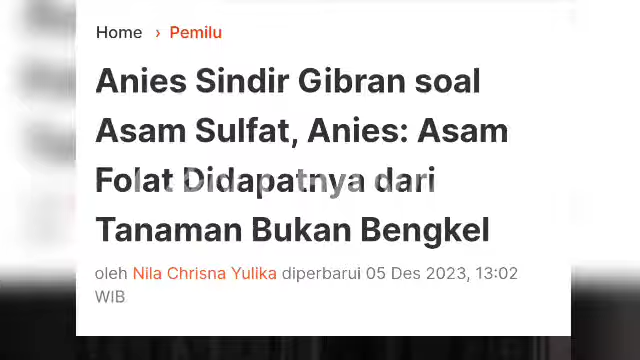 Home › Pemilu
Anies Sindir Gibran soal
Asam Sulfat, Anies: Asam
Folat Didapatnya dari
Tanaman Bukan Bengkel
oleh Nila Chrisna Yulika diperbarui 05 Des 2023, 13:02
WIB